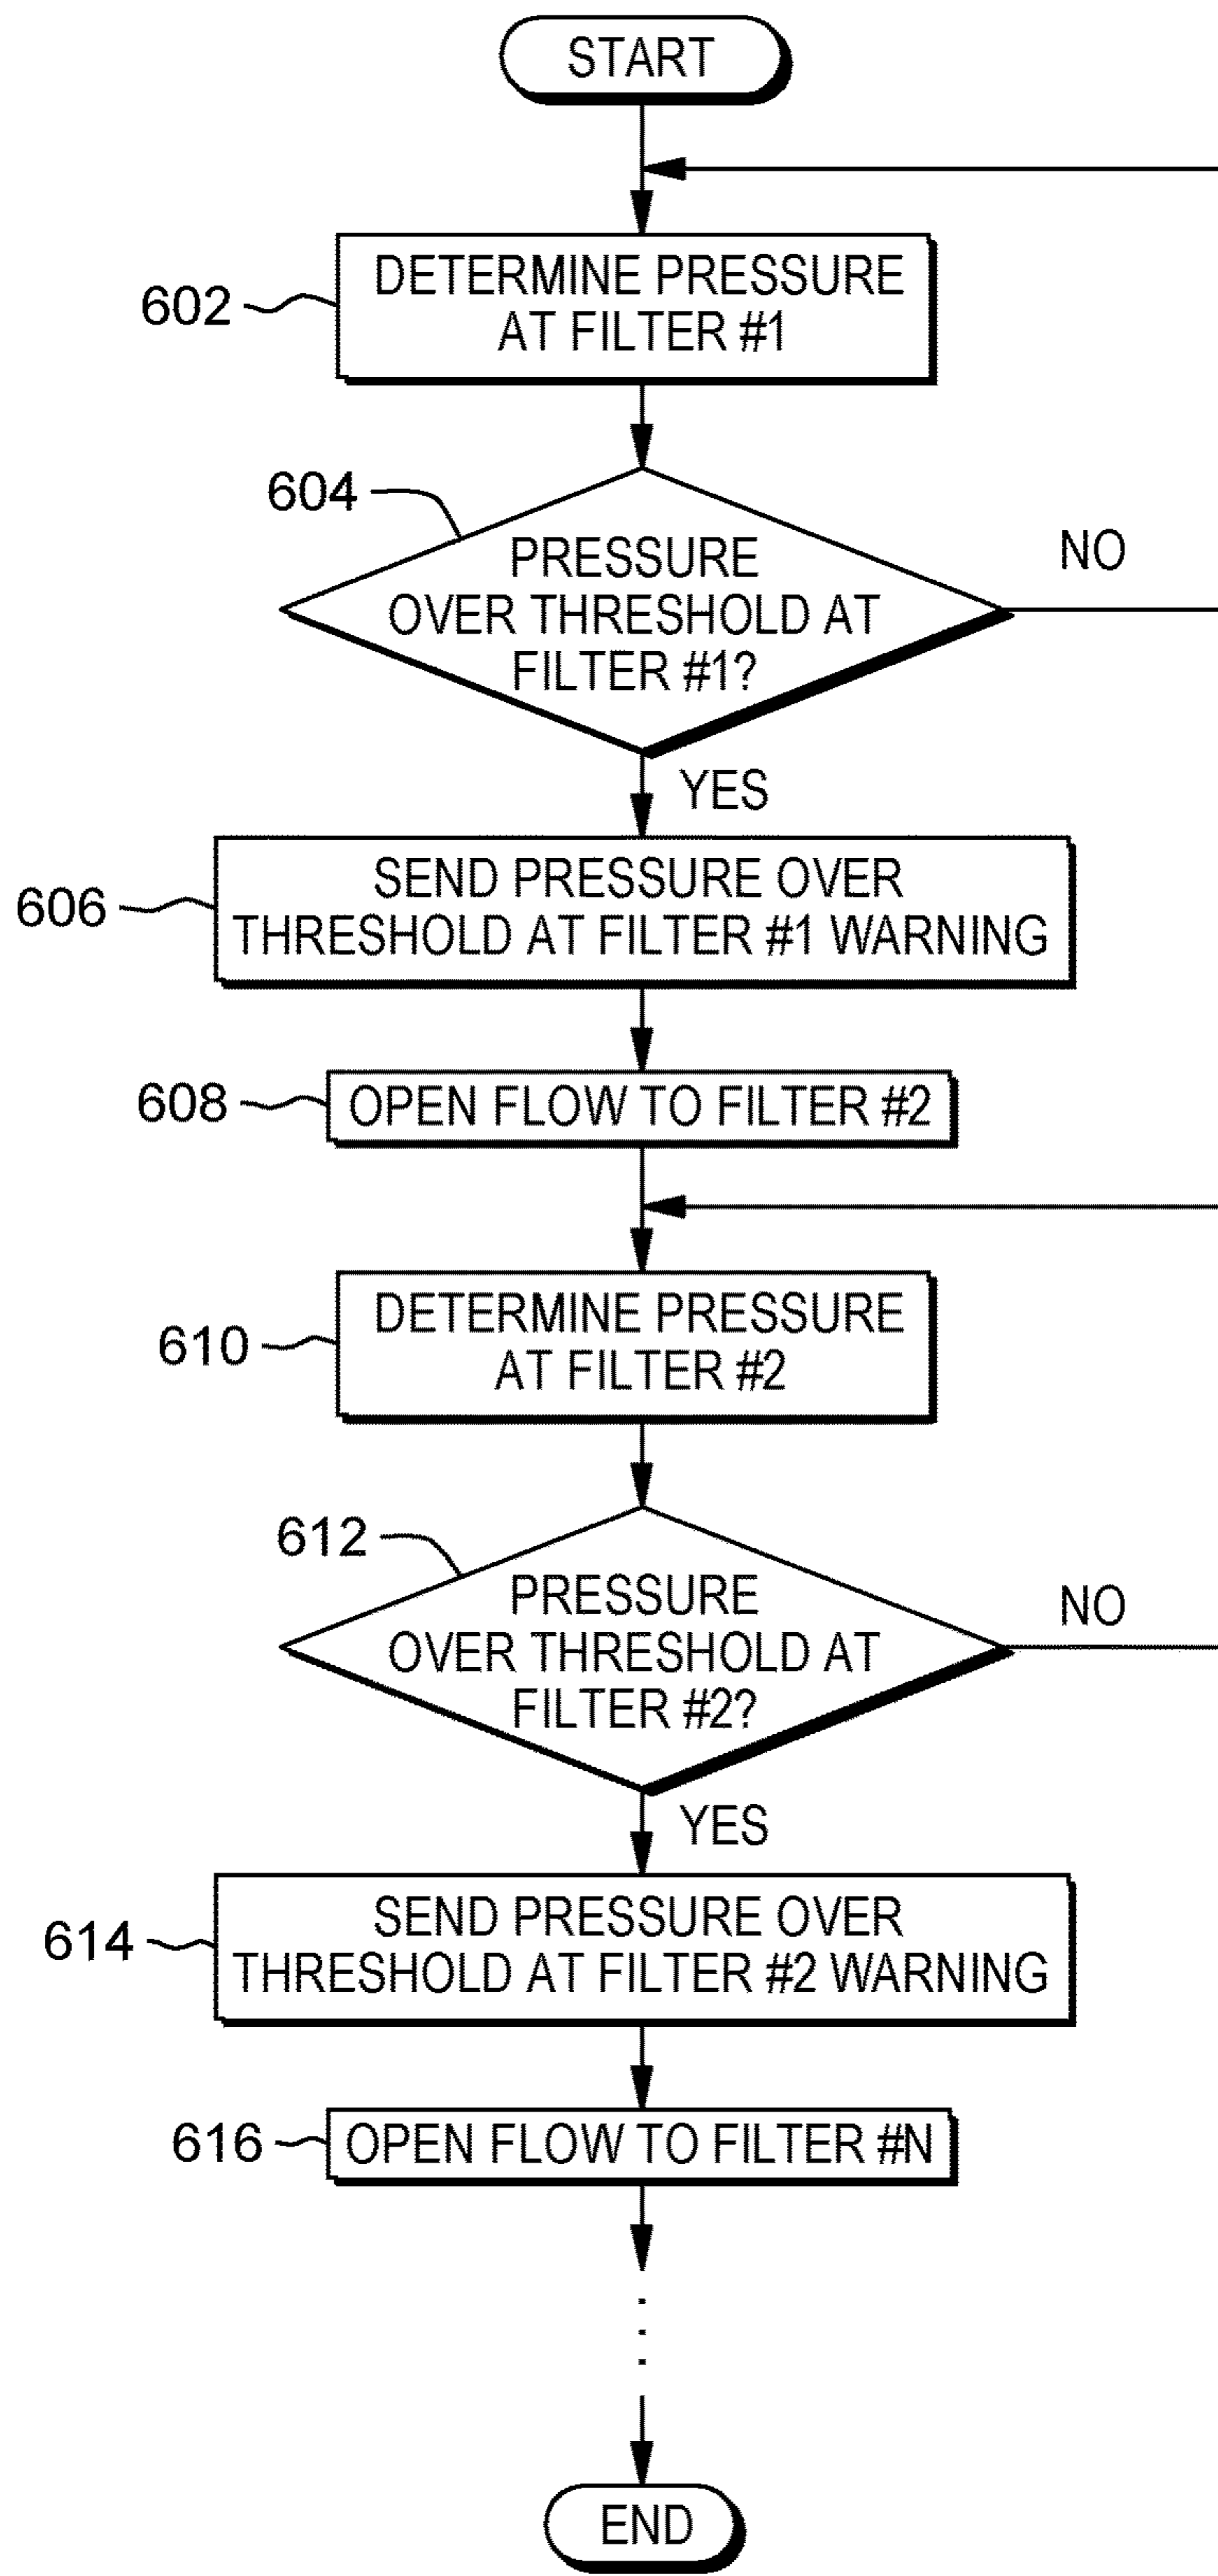 START
602
DETERMINE PRESSURE
AT FILTER #1
604
PRESSURE
OVER THRESHOLD AT
FILTER #1?
NO
YES
606
SEND PRESSURE OVER
THRESHOLD AT FILTER #1 WARNING
608
OPEN FLOW TO FILTER #2
610
DETERMINE PRESSURE
AT FILTER #2
612
PRESSURE
OVER THRESHOLD AT
FILTER #2?
NO
YES
614
SEND PRESSURE OVER
THRESHOLD AT FILTER #2 WARNING
616
OPEN FLOW TO FILTER #N
END